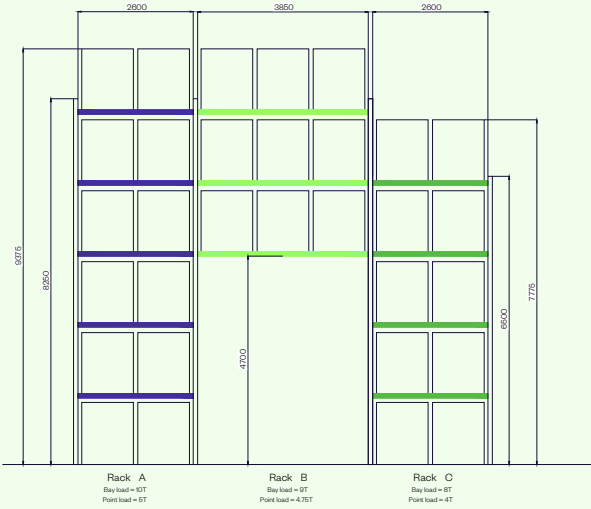 2600
3850
2600
9375
8250
4700
6500
7775
Rack A
Bay load = 10T
Point load = 5T
Rack B
Bay load = 9T
Point load = 4.75T
Rack C
Bay load = 8T
Point load = 4T